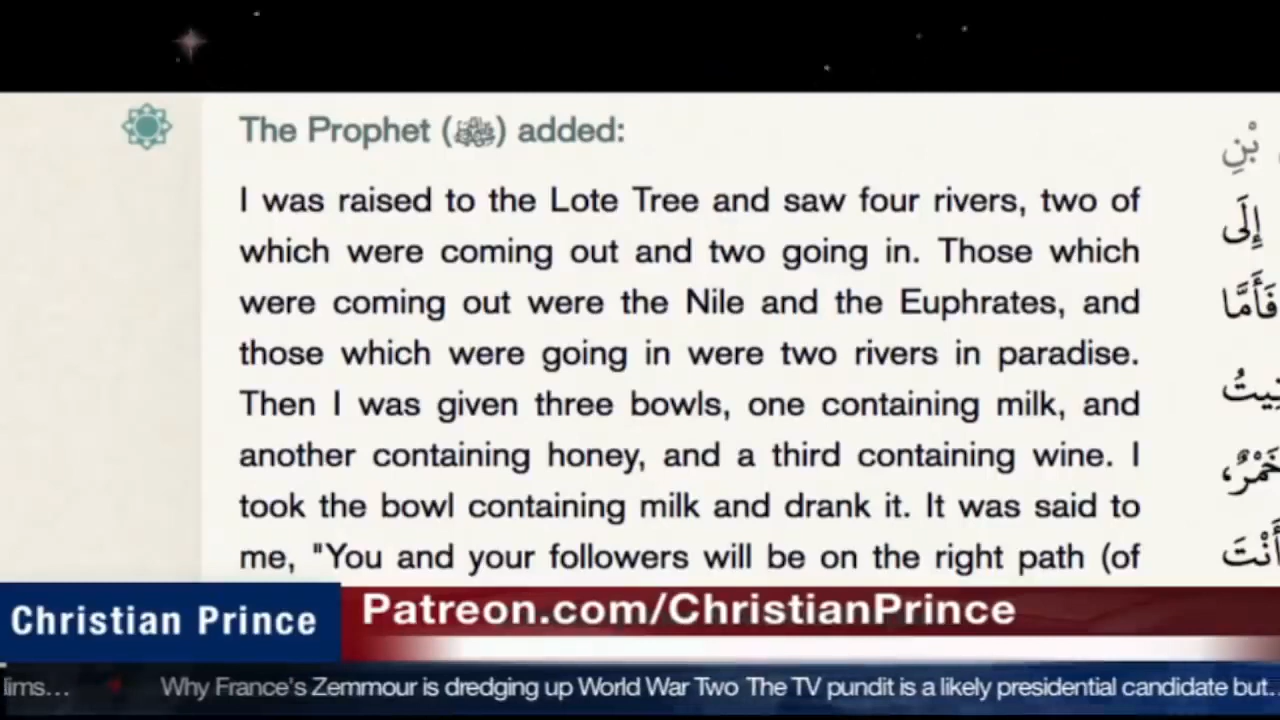 The Prophet (ﷺ) added:
I was raised to the Lote Tree and saw four rivers, two of
which were coming out and two going in. Those which
were coming out were the Nile and the Euphrates, and
those which were going in were two rivers in paradise.
Then I was given three bowls, one containing milk, and
another containing honey, and a third containing wine. I
took the bowl containing milk and drank it. It was said to
me, "You and your followers will be on the right path (of
بْنِ
إِلَى
فَأَمَّا
خَمْرٌ،
أَنْتَ
Christian Prince
Patreon.com/ChristianPrince
lims... Why France's Zemmour is dredging up World War Two The TV pundit is a likely presidential candidate but..